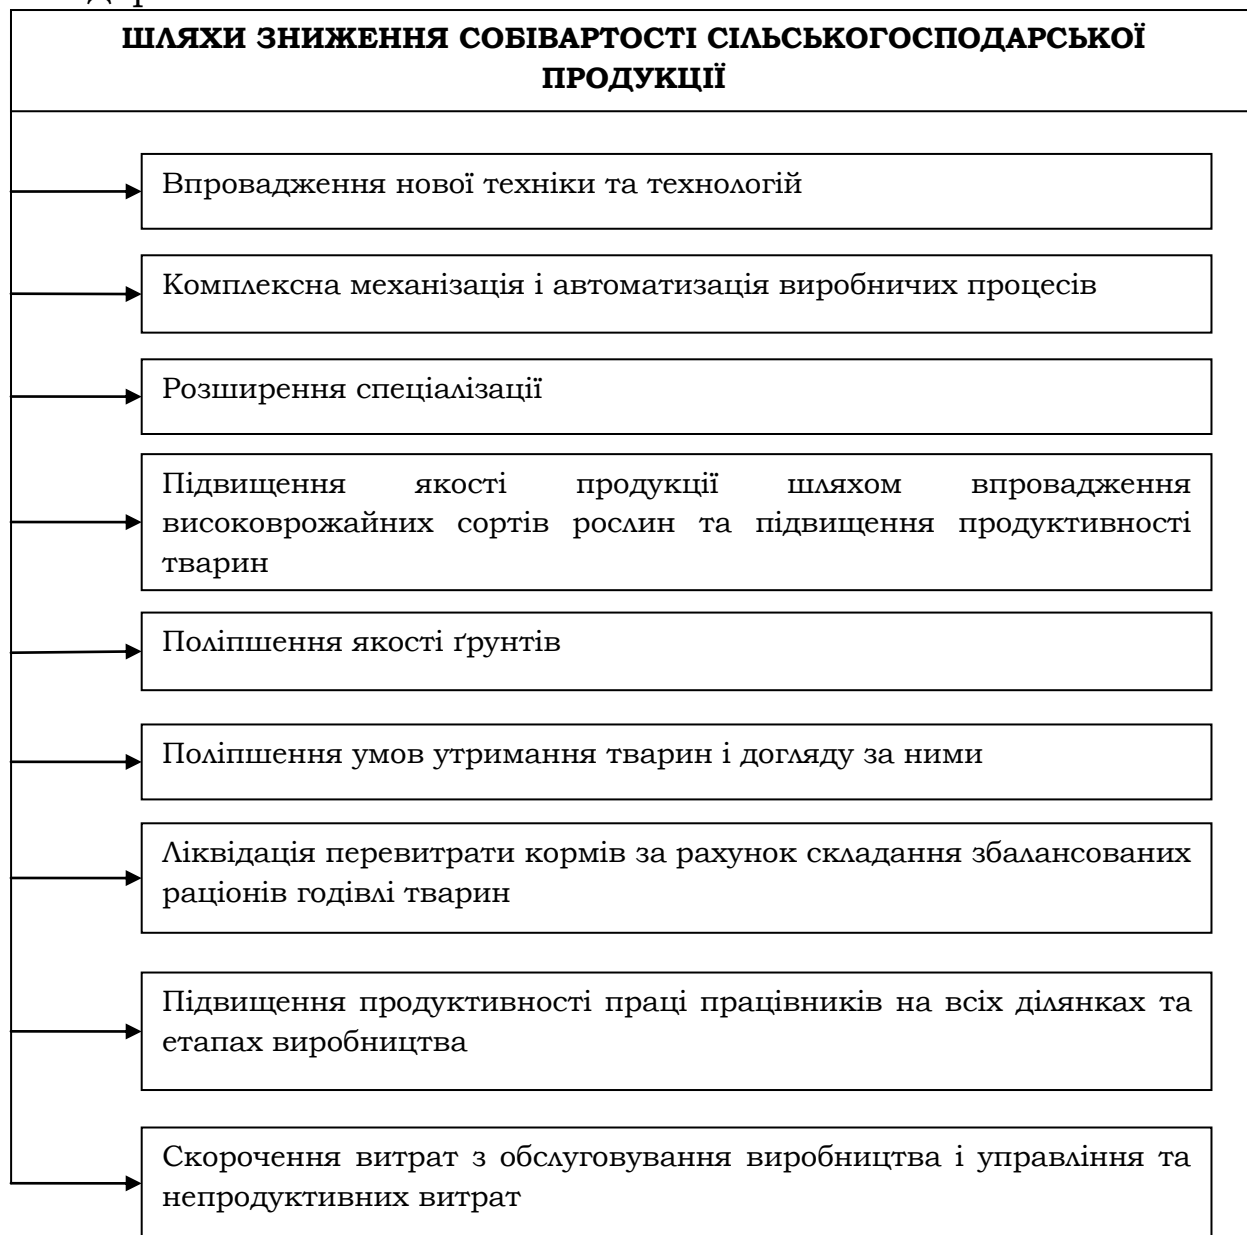 ШЛЯХИ ЗНИЖЕННЯ СОБІВАРТОСТІ СІЛЬСЬКОГОСПОДАРСЬКОЇ
ПРОДУКЦІЇ
Впровадження нової техніки та технологій
Комплексна механізація і автоматизація виробничих процесів
Розширення спеціалізації
Підвищення якості продукції шляхом впровадження
високоврожайних сортів рослин та підвищення продуктивності
тварин
Поліпшення якості ґрунтів
Поліпшення умов утримання тварин і догляду за ними
Ліквідація перевитрати кормів за рахунок складання збалансованих
раціонів годівлі тварин
Підвищення продуктивності праці працівників на всіх ділянках та
етапах виробництва
Скорочення витрат з обслуговування виробництва і управління та
непродуктивних витрат